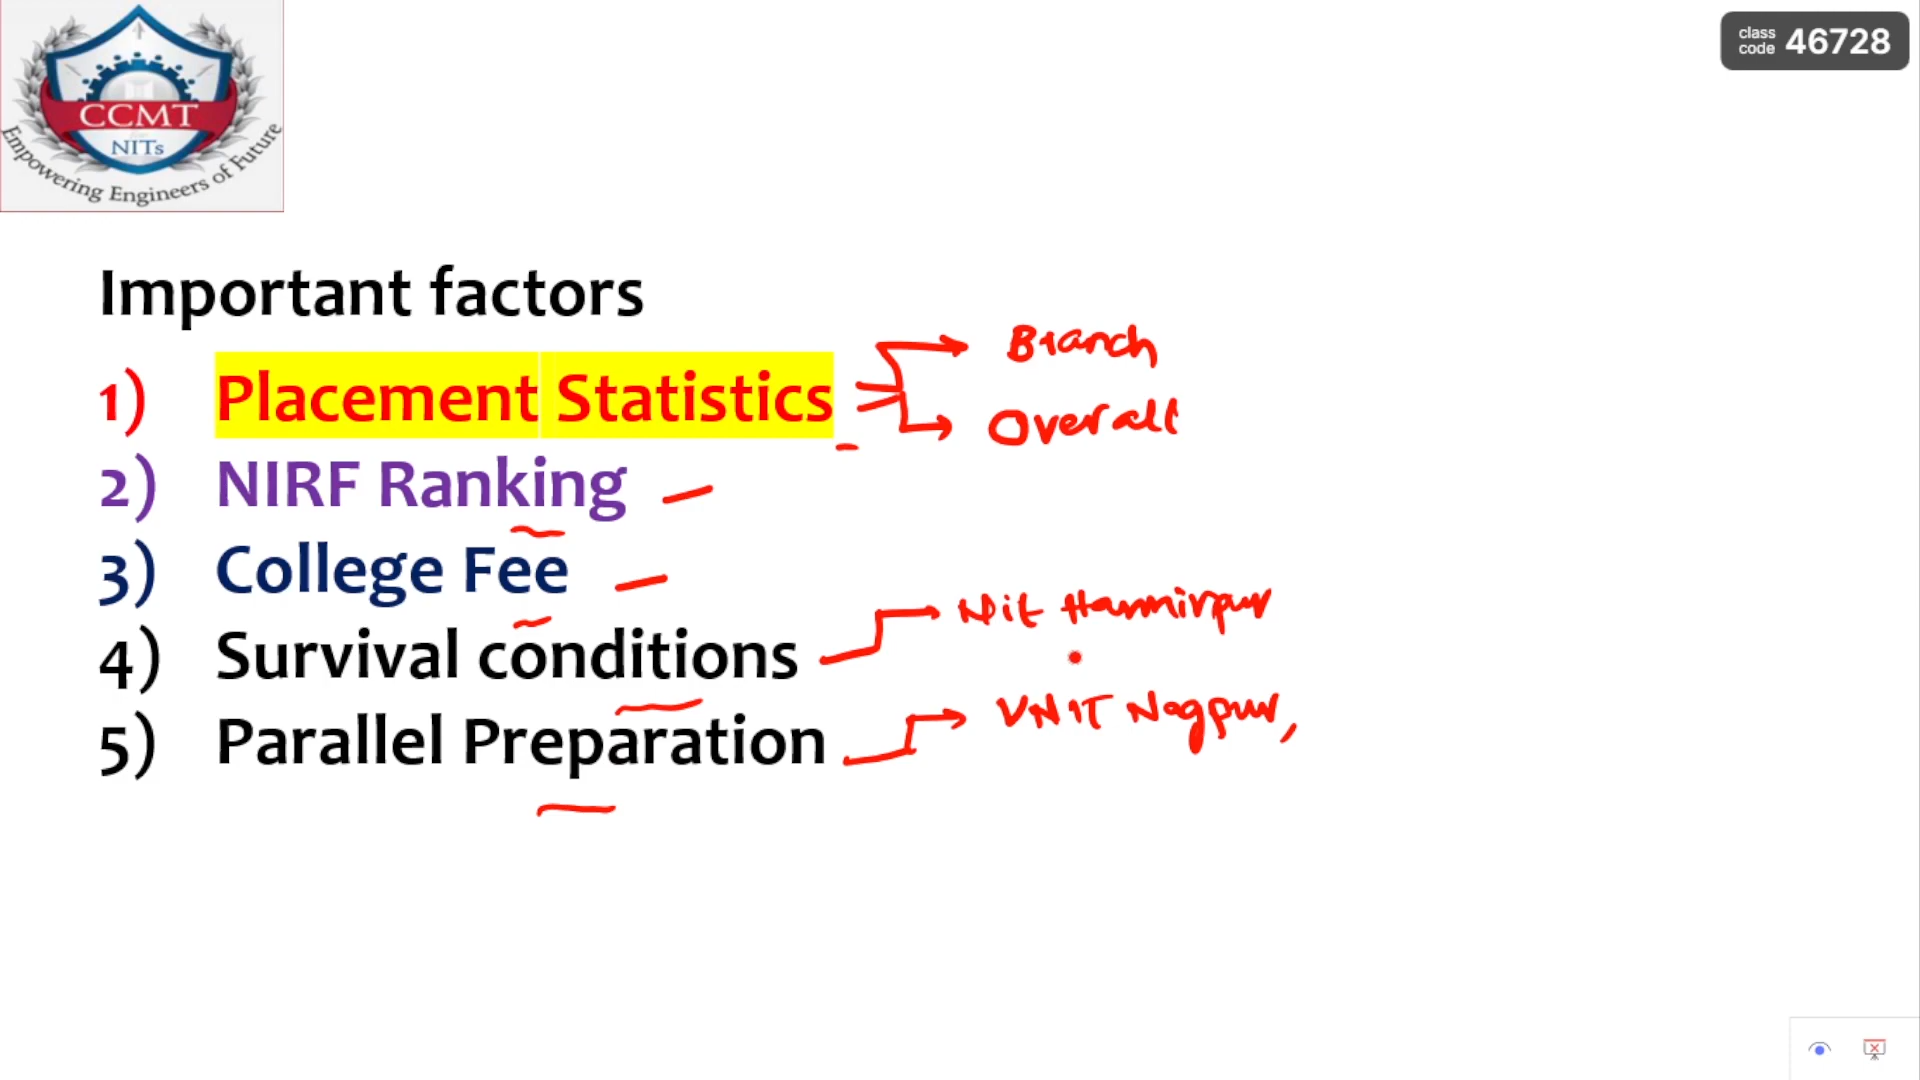 CCMT
NITs
Empowering Engineers of Future
class code 46728
Important factors
1) Placement Statistics
Branch
Overall
2) NIRF Ranking
3) College Fee
4) Survival conditions
Nit Hammirpur
5) Parallel Preparation
VNIT Nagpur,